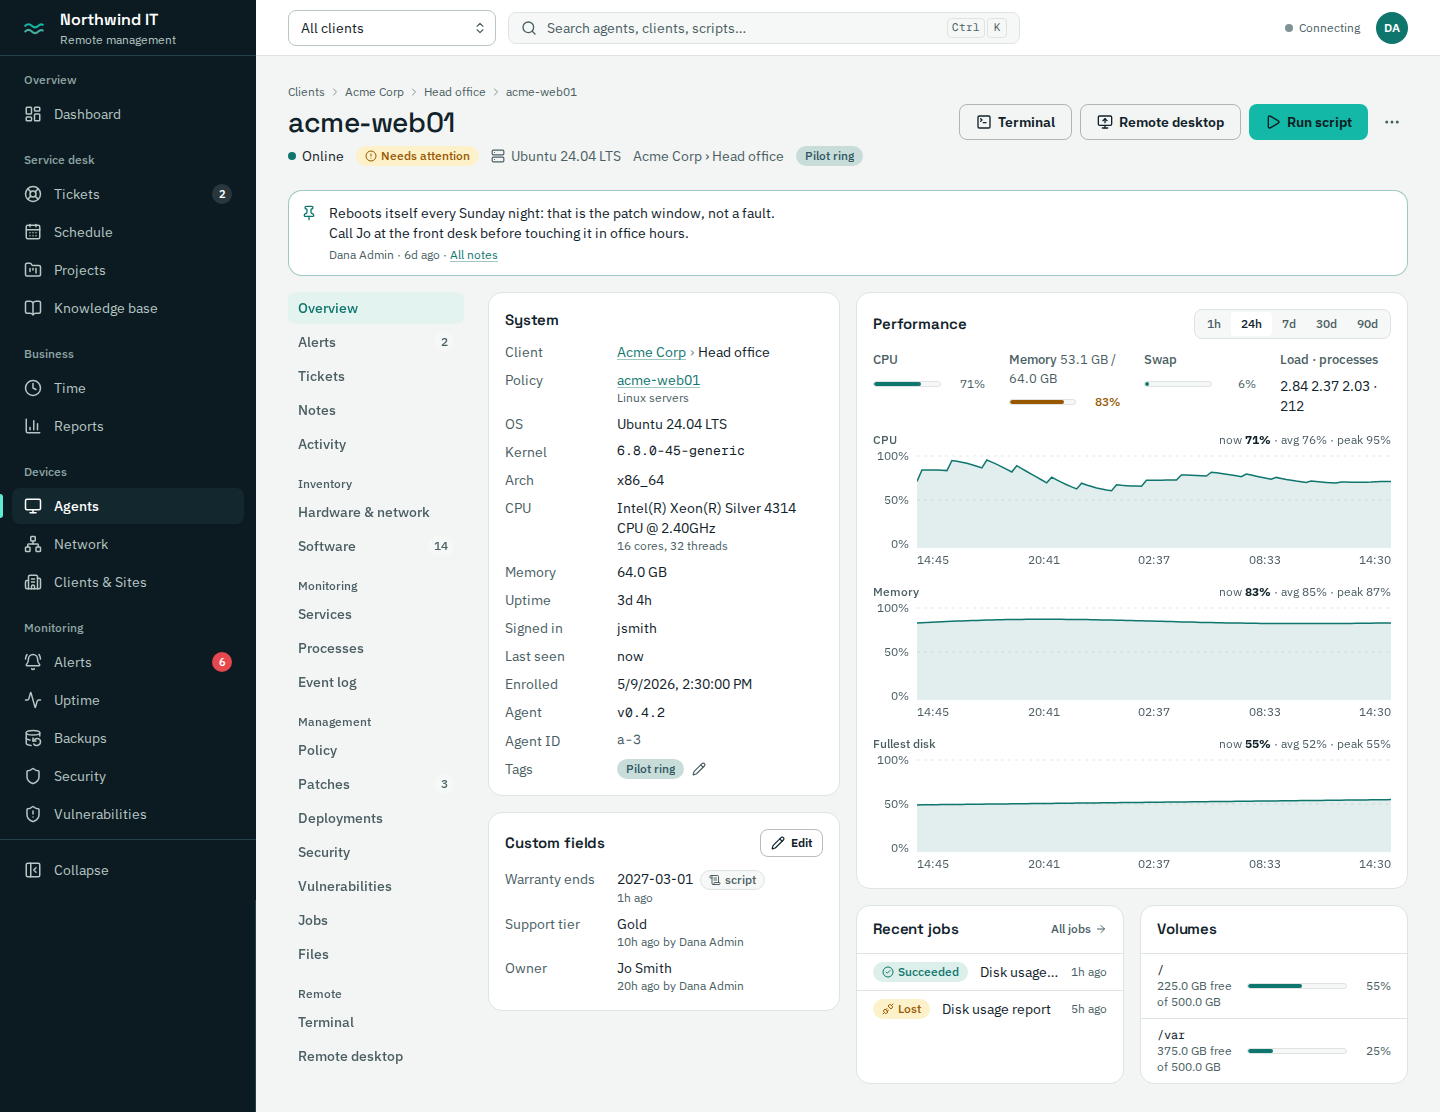 Northwind IT
Remote management
Overview
Dashboard
Service desk
Tickets 2
Schedule
Projects
Knowledge base
Business
Time
Reports
Devices
Agents
Network
Clients & Sites
Monitoring
Alerts 6
Uptime
Backups
Security
Vulnerabilities
Collapse
All clients
Search agents, clients, scripts... Ctrl K
Connecting
DA
Clients > Acme Corp > Head office > acme-web01
acme-web01
Terminal
Remote desktop
Run script
Online
Needs attention
Ubuntu 24.04 LTS
Acme Corp › Head office
Pilot ring
Reboots itself every Sunday night: that is the patch window, not a fault.
Call Jo at the front desk before touching it in office hours.
Dana Admin · 6d ago · All notes
Overview
Alerts 2
Tickets
Notes
Activity
Inventory
Hardware & network
Software 14
Monitoring
Services
Processes
Event log
Management
Policy
Patches 3
Deployments
Security
Vulnerabilities
Jobs
Files
Remote
Terminal
Remote desktop
System
Client Acme Corp › Head office
Policy acme-web01
Linux servers
OS Ubuntu 24.04 LTS
Kernel 6.8.0-45-generic
Arch x86_64
CPU Intel(R) Xeon(R) Silver 4314
CPU @ 2.40GHz
16 cores, 32 threads
Memory 64.0 GB
Uptime 3d 4h
Signed in jsmith
Last seen now
Enrolled 5/9/2026, 2:30:00 PM
Agent v0.4.2
Agent ID a-3
Tags Pilot ring
Custom fields
Edit
Warranty ends 2027-03-01 script
1h ago
Support tier Gold
10h ago by Dana Admin
Owner Jo Smith
20h ago by Dana Admin
Performance
1h 24h 7d 30d 90d
CPU
71%
Memory 53.1 GB /
64.0 GB
83%
Swap
6%
Load · processes
2.84 2.37 2.03 ·
212
CPU now 71% · avg 76% · peak 95%
100%
50%
0%
14:45 20:41 02:37 08:33 14:30
Memory now 83% · avg 85% · peak 87%
100%
50%
0%
14:45 20:41 02:37 08:33 14:30
Fullest disk now 55% · avg 52% · peak 55%
100%
50%
0%
14:45 20:41 02:37 08:33 14:30
Recent jobs
All jobs
Succeeded Disk usage... 1h ago
Lost Disk usage report 5h ago
Volumes
/
225.0 GB free
of 500.0 GB
55%
/var
375.0 GB free
of 500.0 GB
25%